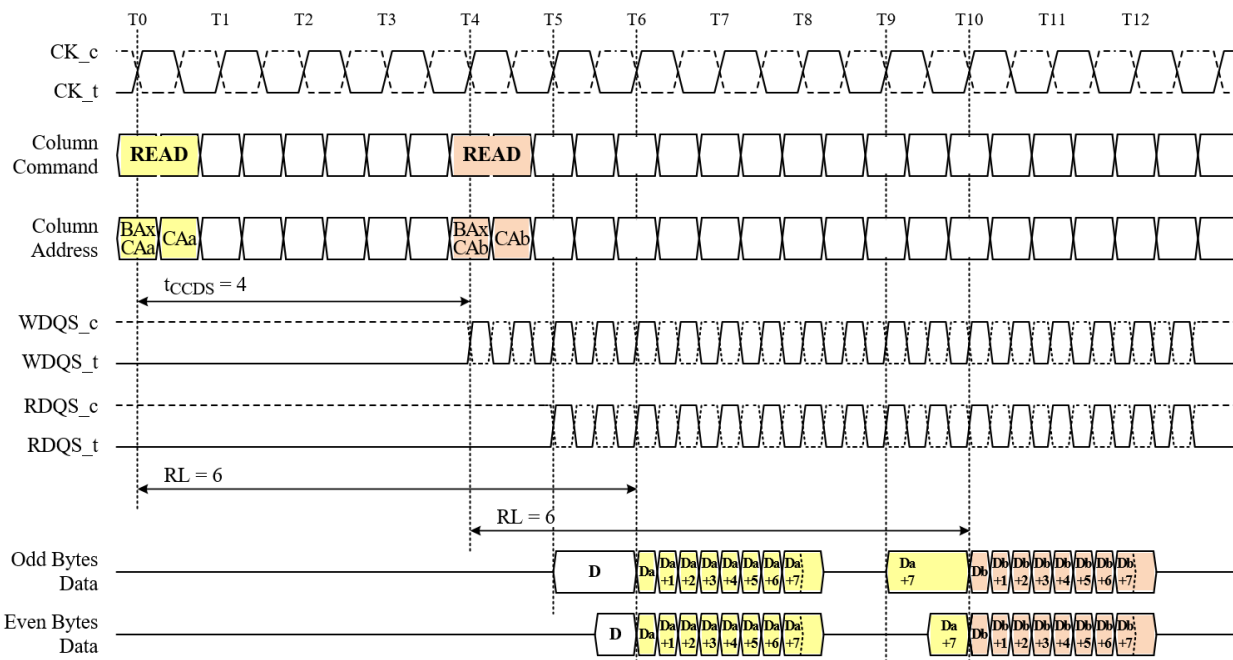 T0 T1 T2 T3 T4 T5 T6 T7 T8 T9 T10 T11 T12
CK_c
CK_t
Column
Command
READ READ
Column
Address
BAx
CAa
CAa
BAx
CAb
CAb
tCCDS = 4
WDQS_c
WDQS_t
RDQS_c
RDQS_t
RL = 6
RL = 6
Odd Bytes
Data
D
Da
Da +1
Da +2
Da +3
Da +4
Da +5
Da +6
Da +7
Da +7
Db
Db +1
Db +2
Db +3
Db +4
Db +5
Db +6
Db +7
Even Bytes
Data
D
Da
Da +1
Da +2
Da +3
Da +4
Da +5
Da +6
Da +7
Da +7
Db
Db +1
Db +2
Db +3
Db +4
Db +5
Db +6
Db +7